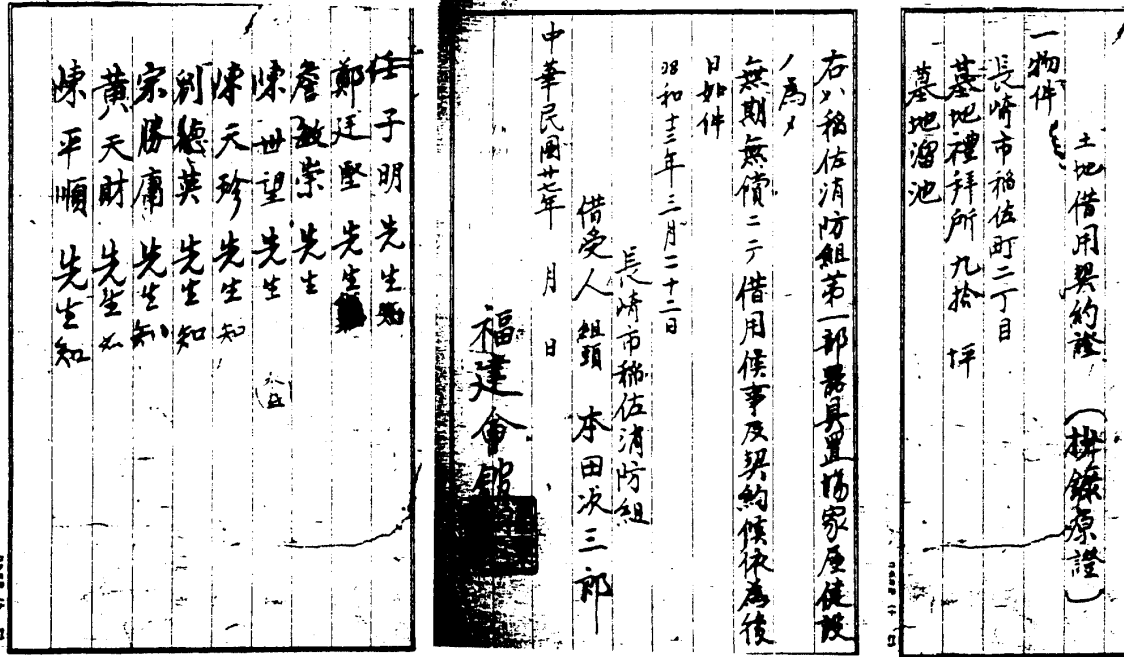 土地借用契約證　(抄錄原證)
一物件
長崎市稲佐町二丁目
墓地禮拝所九拾　坪
墓地溜池
右ハ稲佐消防組第一部器具置場家屋建設
ノ為メ
無期無償ニテ借用候事及契約候依為後
日如件
昭和十三年三月二十二日
長崎市稲佐消防組
借受人　組頭　本田次三郎
中華民國廿七年　月　日
福建會館
任子明先生知
鄭廷堅先生
詹敏崇先生
陳世望先生
陳天珍先生知
劉德英先生知
宗勝庸先生知
黃天財先生
陳平順先生知